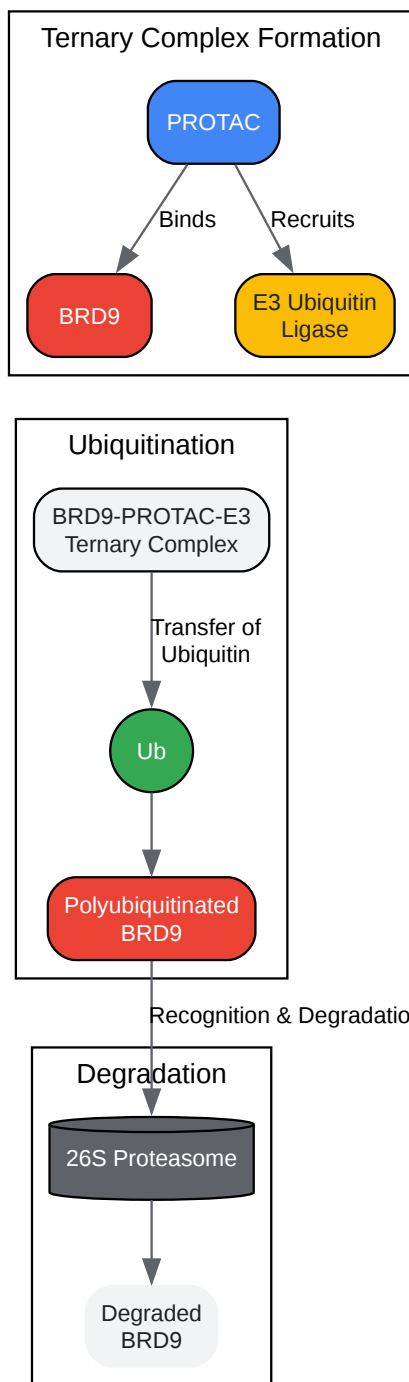 Ternary Complex Formation
PROTAC
Binds
Recruits
BRD9
E3 Ubiquitin
Ligase
Ubiquitination
BRD9-PROTAC-E3
Ternary Complex
Transfer of
Ubiquitin
Ub
Polyubiquitinated
BRD9
Recognition & Degradatio
Degradation
26S Proteasome
Degraded
BRD9